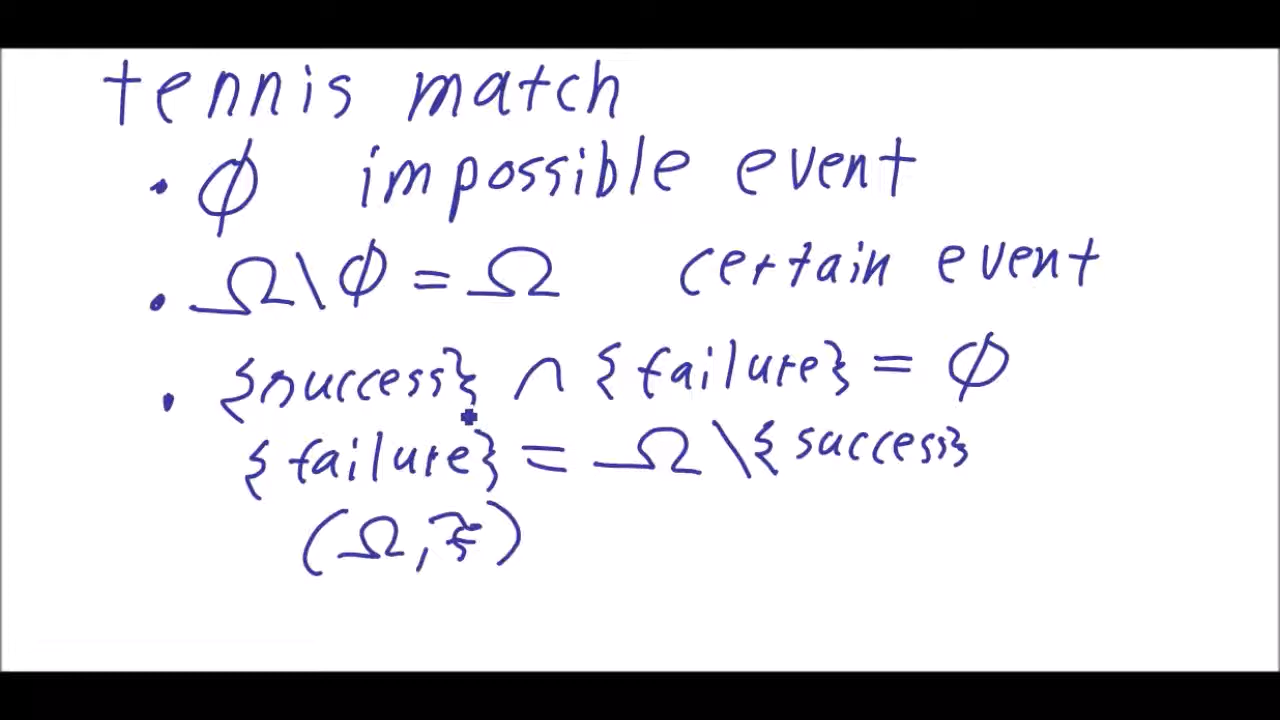 tennis match
• ϕ impossible event
• Ω\ϕ = Ω certain event
• {success} ∩ {failure} = ϕ
{failure} = Ω\{success}
(Ω, ℱ)